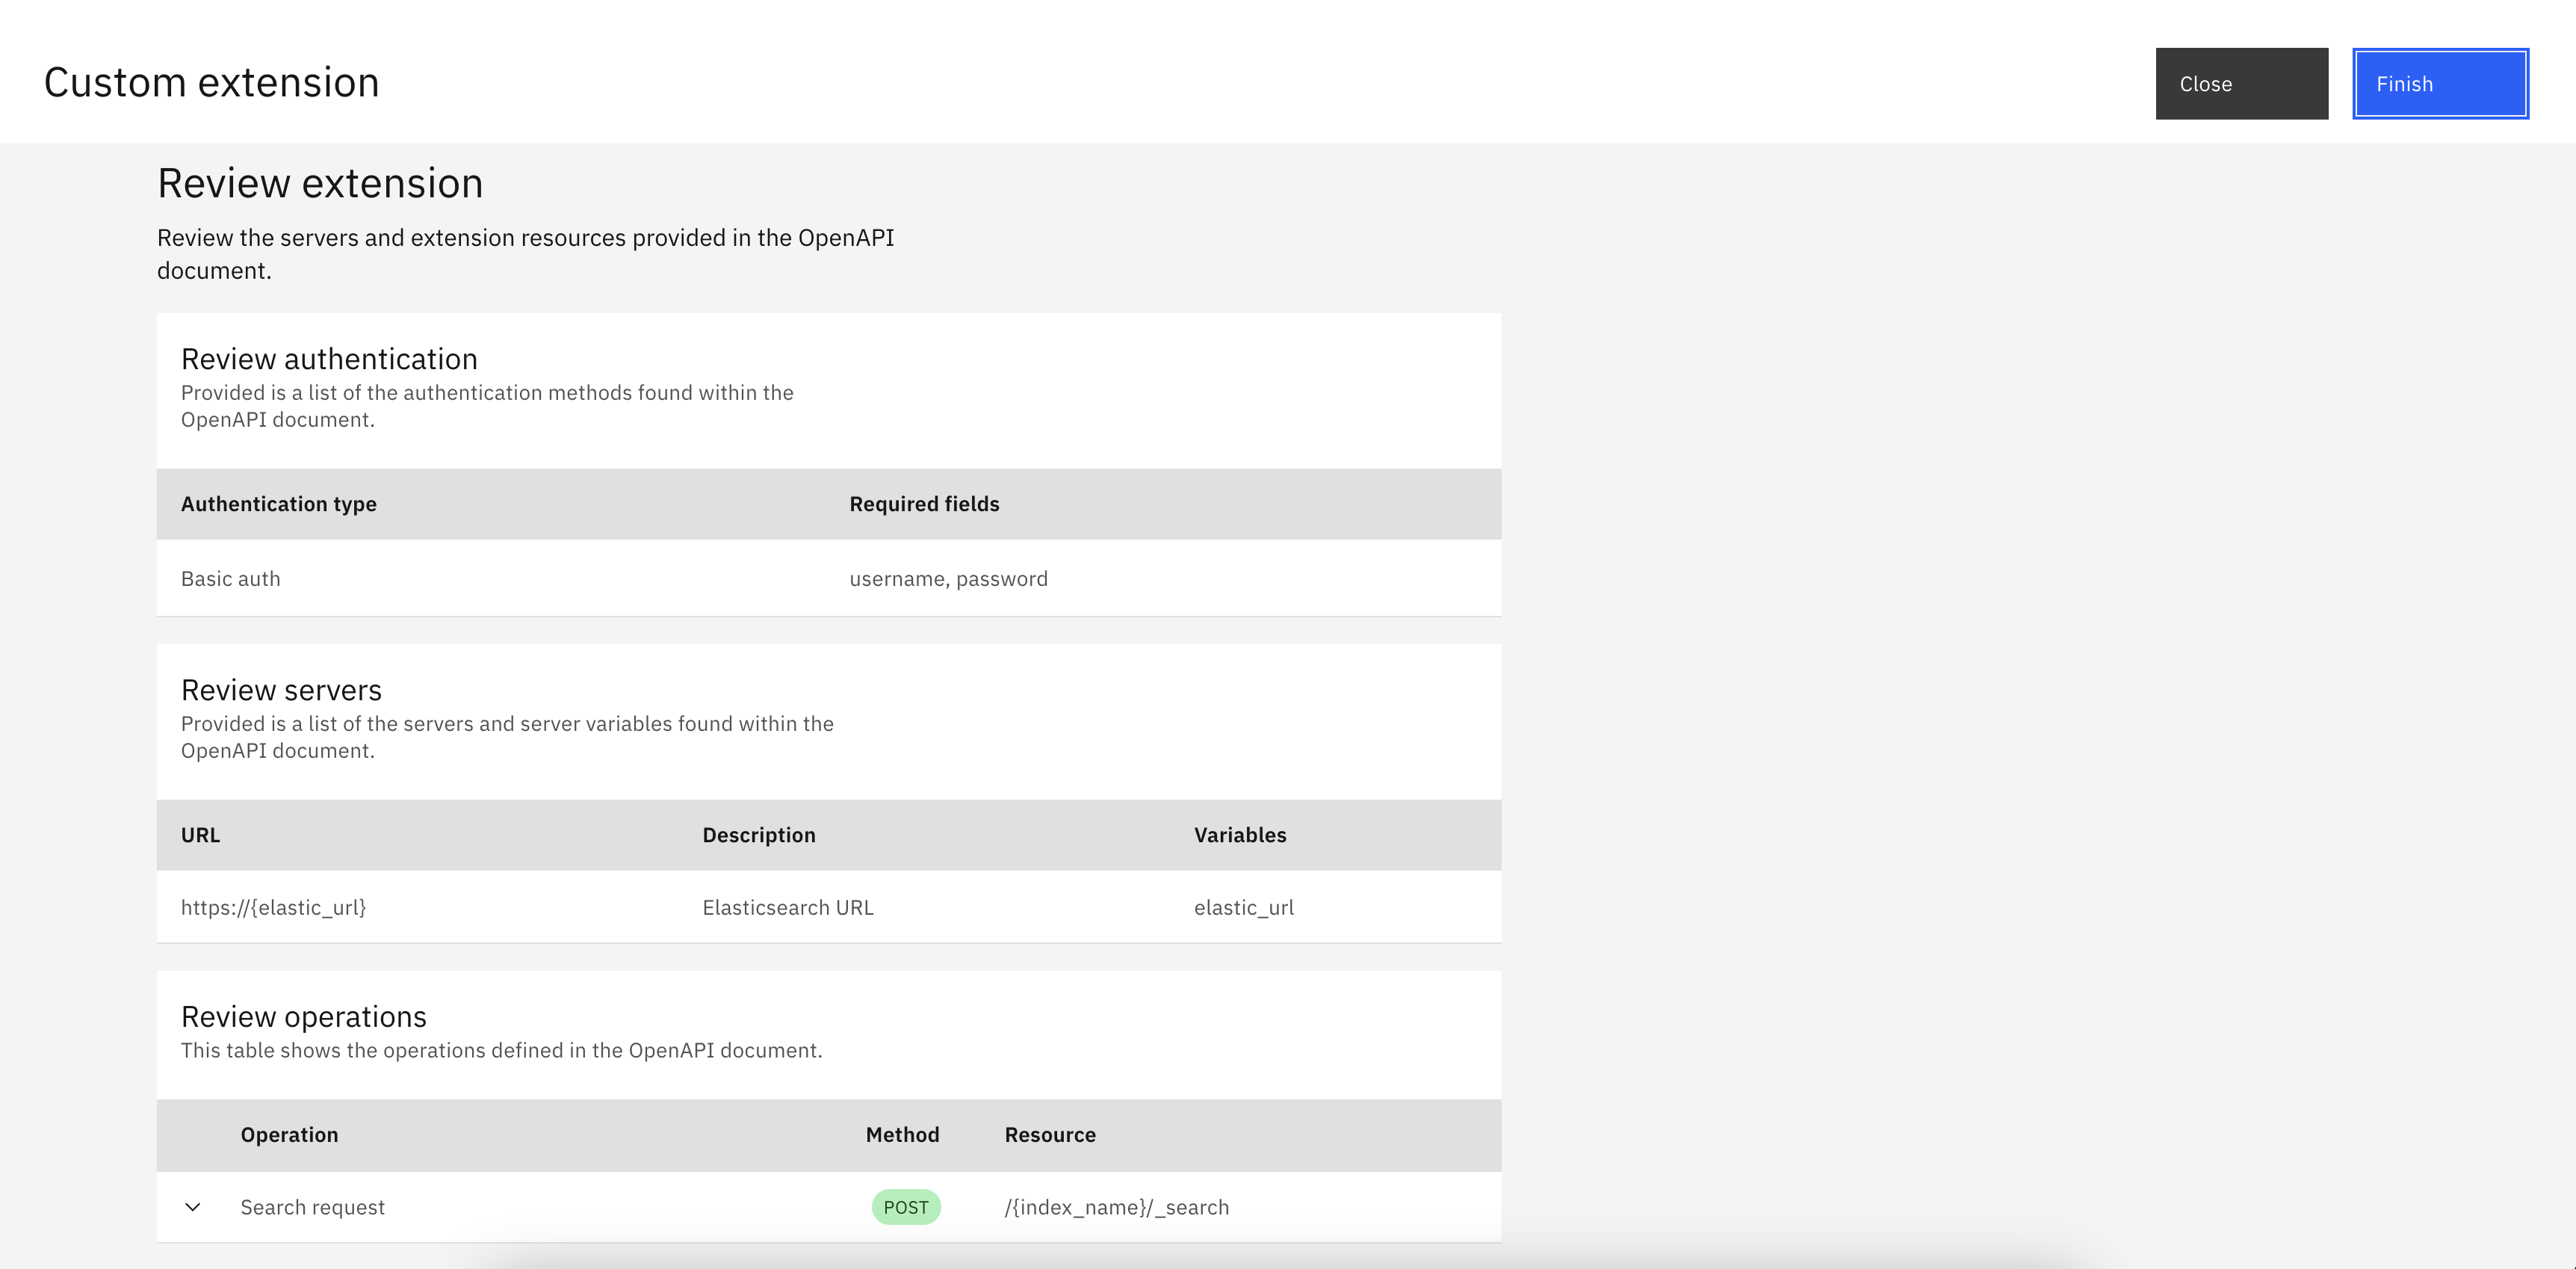 Custom extension
Close
Finish
Review extension
Review the servers and extension resources provided in the OpenAPI
document.
Review authentication
Provided is a list of the authentication methods found within the
OpenAPI document.
Authentication type Required fields
Basic auth username, password
Review servers
Provided is a list of the servers and server variables found within the
OpenAPI document.
URL Description Variables
https://{elastic_url} Elasticsearch URL elastic_url
Review operations
This table shows the operations defined in the OpenAPI document.
Operation Method Resource
Search request POST /{index_name}/_search